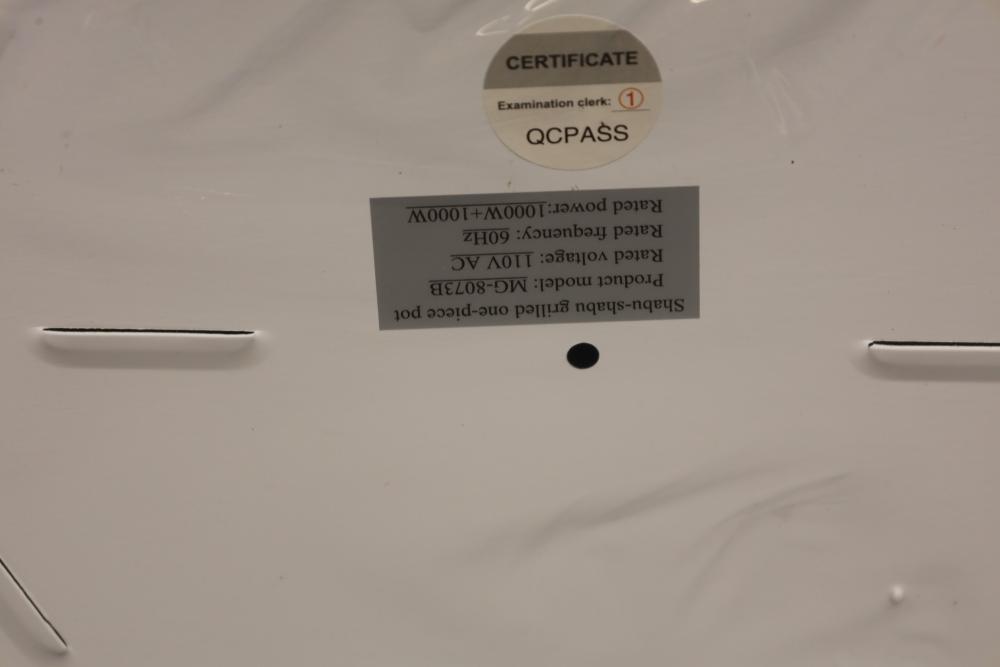 CERTIFICATE
Examination clerk: 1
QCPASS
Shabu-shabu grilled one-piece pot
Product model: MG-8073B
Rated voltage: 110V AC
Rated frequency: 60Hz
Rated power:1000W+1000W